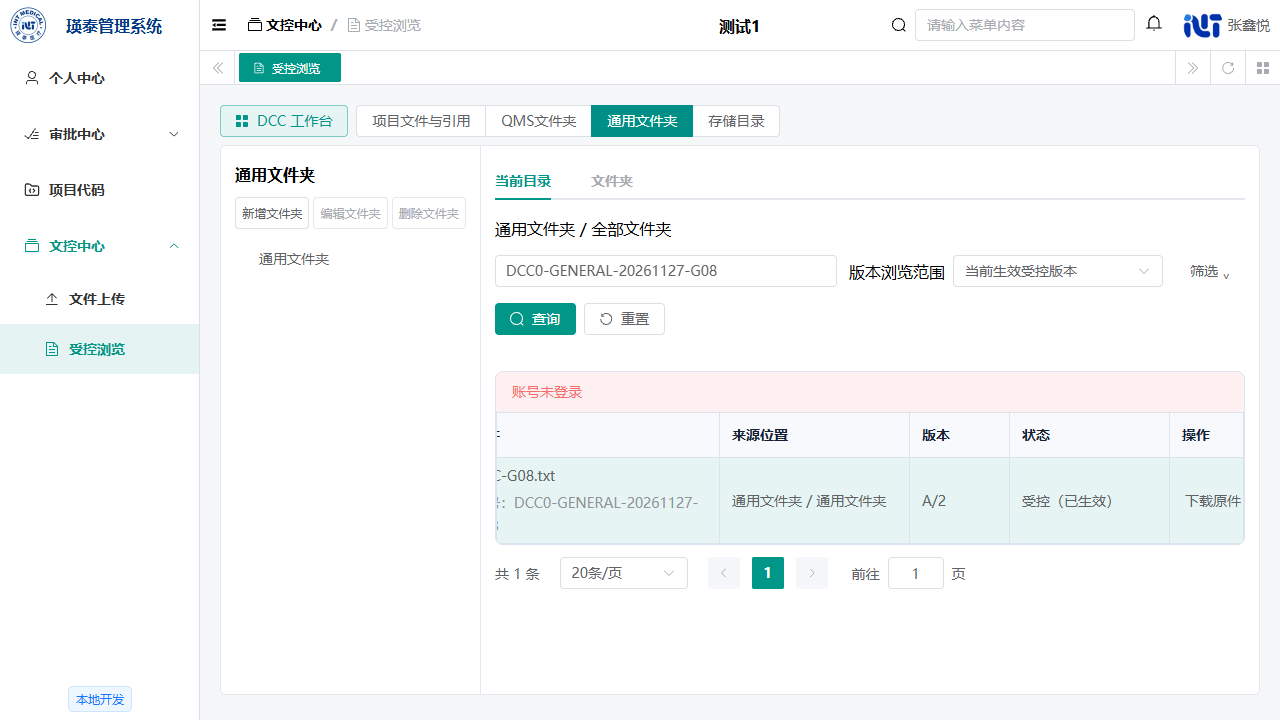 瑛泰管理系统
文控中心 / 受控浏览
测试1
请输入菜单内容
张鑫悦
个人中心
审批中心
项目代码
文控中心
文件上传
受控浏览
本地开发
受控浏览
DCC 工作台
项目文件与引用
QMS文件夹
通用文件夹
存储目录
通用文件夹
新增文件夹
编辑文件夹
删除文件夹
通用文件夹
当前目录
文件夹
通用文件夹 / 全部文件夹
DCC0-GENERAL-20261127-G08
版本浏览范围
当前生效受控版本
筛选
查询
重置
账号未登录
来源位置
版本
状态
操作
-G08.txt
：DCC0-GENERAL-20261127-
通用文件夹 / 通用文件夹
A/2
受控（已生效）
下载原件
共 1 条
20条/页
1
前往
1
页